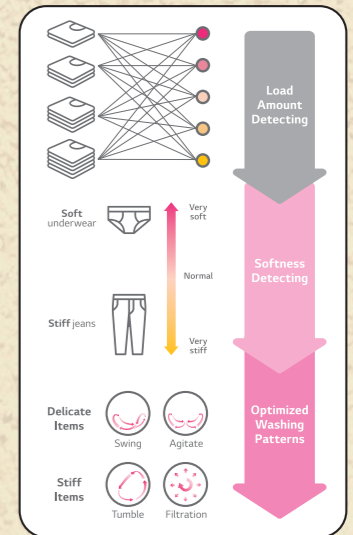 Load
Amount
Detecting
Soft
underwear
Very
soft
Normal
Softness
Detecting
Stiff jeans
Very
stiff
Delicate
Items
Swing
Agitate
Optimized
Washing
Patterns
Stiff
Items
Tumble
Filtration